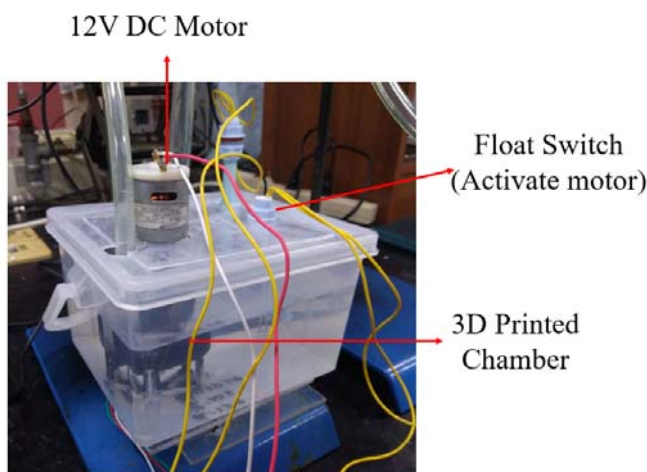 12V DC Motor
Float Switch
(Activate motor)
3D Printed
Chamber